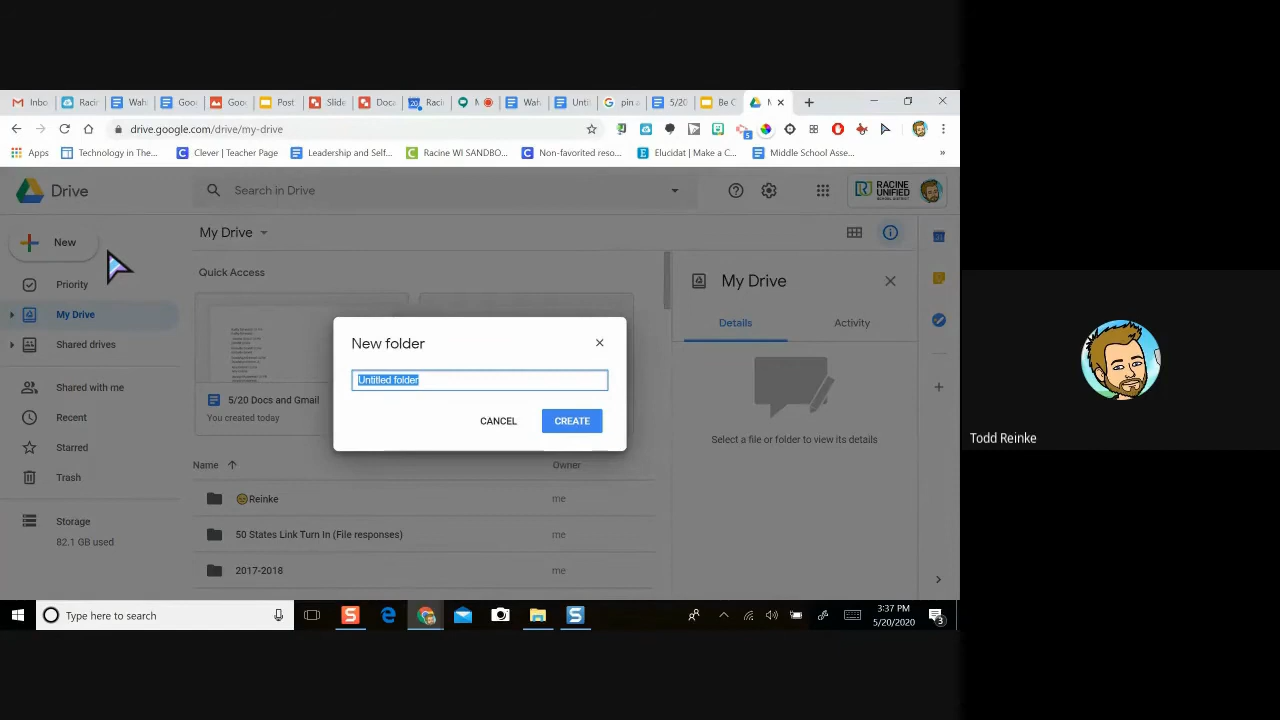 Inbo
Racin
Wah
Goog
Goo
Post
Slide
Docu
Racin
M
Wah
Unti
pin a
5/20
Be C
drive.google.com/drive/my-drive
Apps
Technology in The...
Clever | Teacher Page
Leadership and Self...
Racine WI SANDBO...
Non-favorited reso...
Elucidat | Make a C...
Middle School Asse...
»
Drive
Search in Drive
RACINE
UNIFIED
New
My Drive
Priority
My Drive
Shared drives
Shared with me
Recent
Starred
Trash
Storage
82.1 GB used
Quick Access
5/20 Docs and Gmail
You created today
New folder
Untitled folder
CANCEL
CREATE
Name
Owner
Reinke
me
50 States Link Turn In (File responses)
me
2017-2018
me
My Drive
Details
Activity
Select a file or folder to view its details
Todd Reinke
Type here to search
3:37 PM
5/20/2020
3